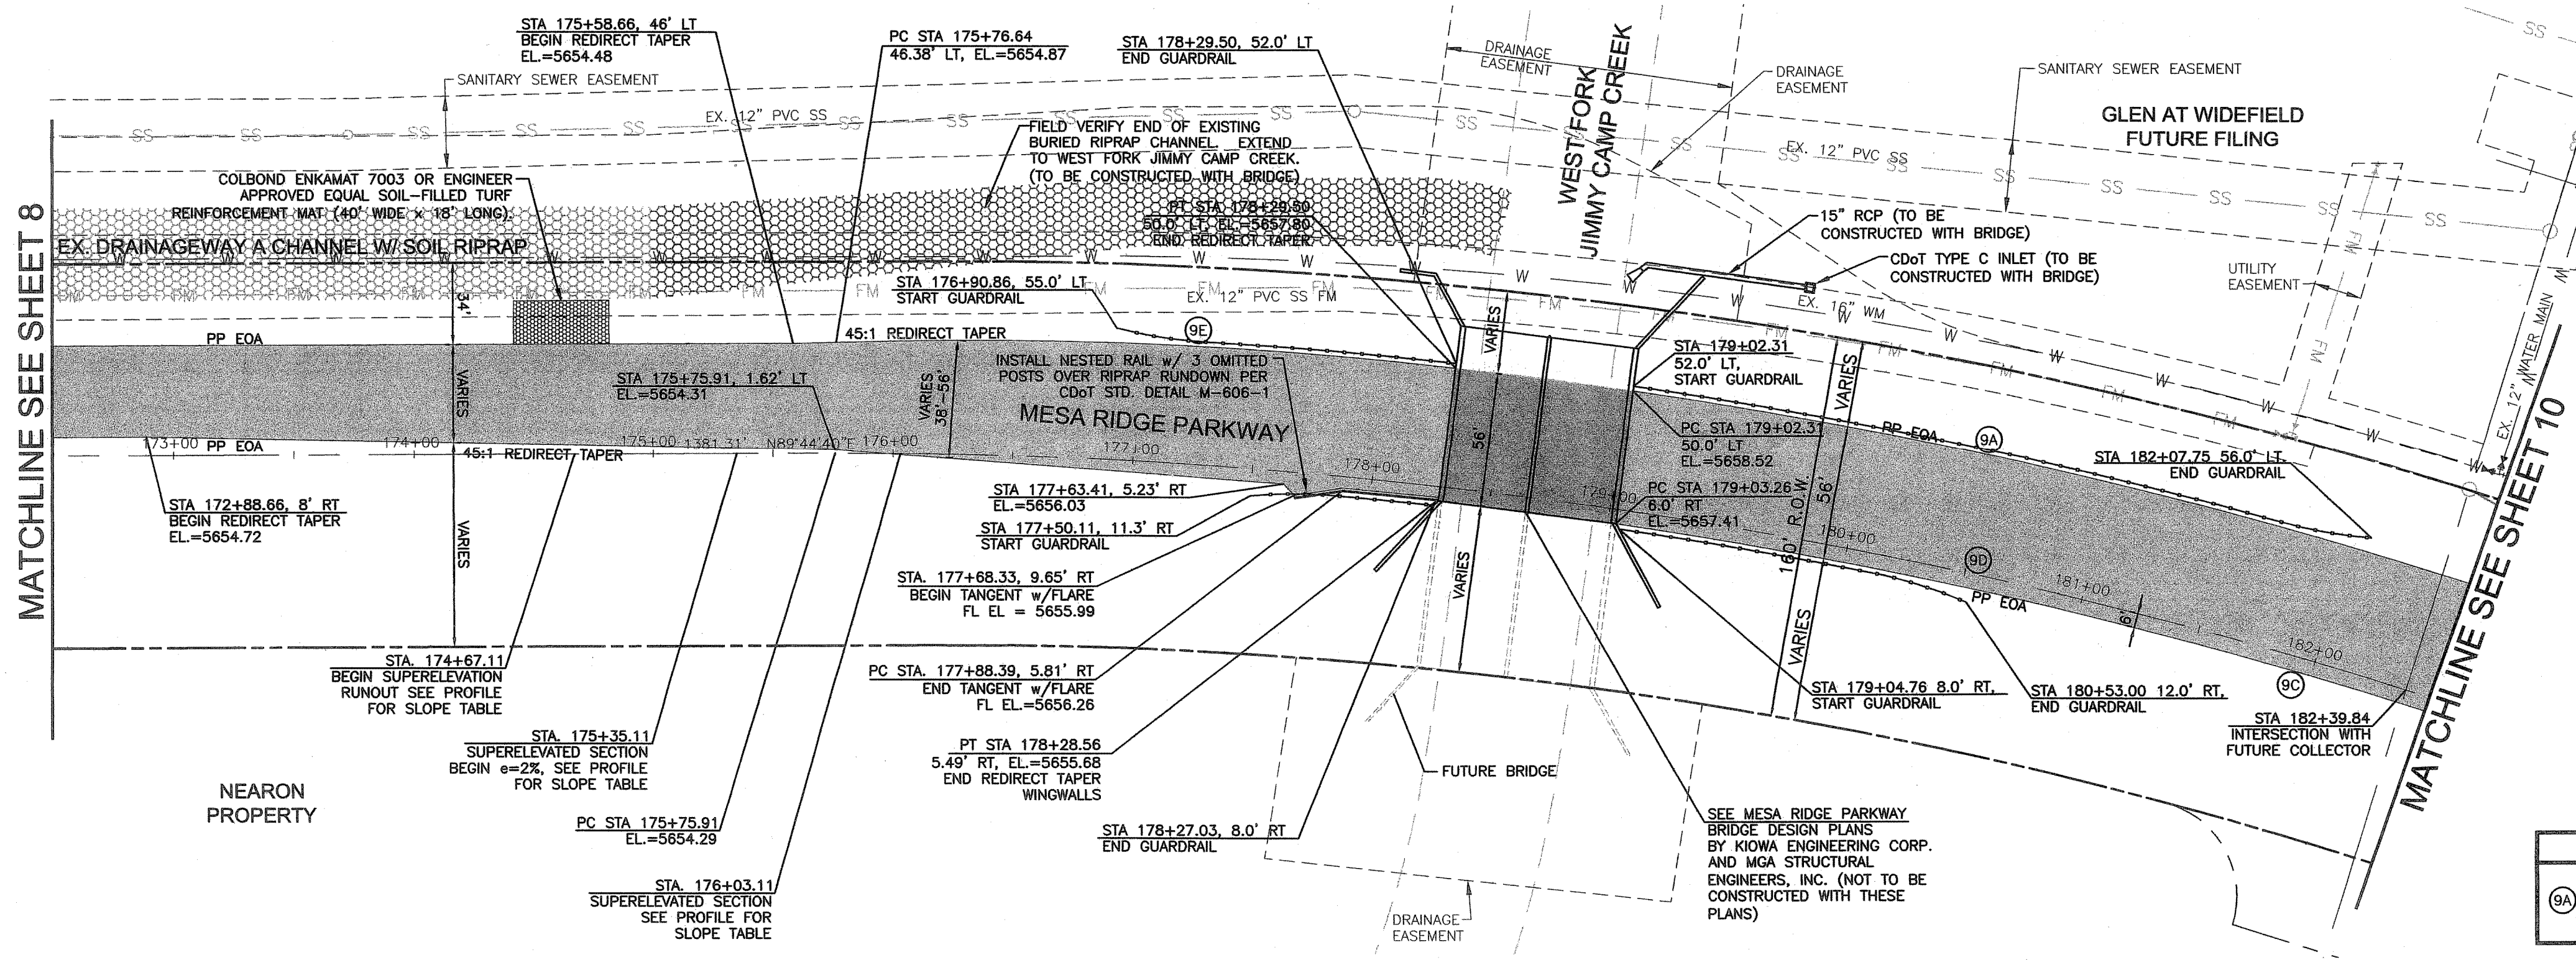 STA 175+58.66, 46' LT
BEGIN REDIRECT TAPER
EL.=5654.48
PC STA 175+76.64
46.38' LT, EL.=5654.87
STA 178+29.50, 52.0' LT
END GUARDRAIL
DRAINAGE
EASEMENT
WEST FORK
JIMMY CAMP CREEK
DRAINAGE
EASEMENT
SANITARY SEWER EASEMENT
GLEN AT WIDEFIELD
FUTURE FILING
SANITARY SEWER EASEMENT
EX. 12" PVC SS
EX. 12" PVC SS
FIELD VERIFY END OF EXISTING
BURIED RIPRAP CHANNEL. EXTEND
TO WEST FORK JIMMY CAMP CREEK.
(TO BE CONSTRUCTED WITH BRIDGE)
COLBOND ENKAMAT 7003 OR ENGINEER
APPROVED EQUAL SOIL-FILLED TURF
REINFORCEMENT MAT (40' WIDE x 18' LONG).
EX. DRAINAGEWAY A CHANNEL W/ SOIL RIPRAP
PT STA 178+29.50
50.0' LT, EL.=5657.80
END REDIRECT TAPER
15" RCP (TO BE
CONSTRUCTED WITH BRIDGE)
CDoT TYPE C INLET (TO BE
CONSTRUCTED WITH BRIDGE)
UTILITY
EASEMENT
MATCHLINE SEE SHEET 8
34'
STA 176+90.86, 55.0' LT
START GUARDRAIL
EX. 12" PVC SS FM
EX. 16" WM
EX. 12" WATER MAIN
PP EOA
45:1 REDIRECT TAPER
9E
VARIES
INSTALL NESTED RAIL w/ 3 OMITTED
POSTS OVER RIPRAP RUNDOWN PER
CDoT STD. DETAIL M-606-1
MESA RIDGE PARKWAY
STA 179+02.31
52.0' LT,
START GUARDRAIL
VARIES
VARIES
STA 175+75.91, 1.62' LT
EL.=5654.31
VARIES
38'-56'
56'
PC STA 179+02.31
50.0' LT
EL.=5658.52
PP EOA
9A
STA 182+07.75 56.0' LT.
END GUARDRAIL
MATCHLINE SEE SHEET 10
173+00
PP EOA
174+00
45:1 REDIRECT TAPER
175+00
1381.31'
N89°44'40"E
176+00
177+00
178+00
179+00
180+00
181+00
182+00
STA 172+88.66, 8' RT
BEGIN REDIRECT TAPER
EL.=5654.72
VARIES
STA 177+63.41, 5.23' RT
EL.=5656.03
STA 177+50.11, 11.3' RT
START GUARDRAIL
PC STA 179+03.26
6.0' RT
EL.=5657.41
160' R.O.W.
56'
9D
PP EOA
6'
STA. 177+68.33, 9.65' RT
BEGIN TANGENT w/FLARE
FL EL = 5655.99
VARIES
VARIES
STA. 174+67.11
BEGIN SUPERELEVATION
RUNOUT SEE PROFILE
FOR SLOPE TABLE
PC STA. 177+88.39, 5.81' RT
END TANGENT w/FLARE
FL EL.=5656.26
STA 179+04.76 8.0' RT,
START GUARDRAIL
STA 180+53.00 12.0' RT,
END GUARDRAIL
9C
STA 182+39.84
INTERSECTION WITH
FUTURE COLLECTOR
STA. 175+35.11
SUPERELEVATED SECTION
BEGIN e=2%, SEE PROFILE
FOR SLOPE TABLE
PT STA 178+28.56
5.49' RT, EL.=5655.68
END REDIRECT TAPER
WINGWALLS
FUTURE BRIDGE
NEARON
PROPERTY
PC STA 175+75.91
EL.=5654.29
STA 178+27.03, 8.0' RT
END GUARDRAIL
SEE MESA RIDGE PARKWAY
BRIDGE DESIGN PLANS
BY KIOWA ENGINEERING CORP.
AND MGA STRUCTURAL
ENGINEERS, INC. (NOT TO BE
CONSTRUCTED WITH THESE
PLANS)
STA. 176+03.11
SUPERELEVATED SECTION
SEE PROFILE FOR
SLOPE TABLE
DRAINAGE
EASEMENT
9A